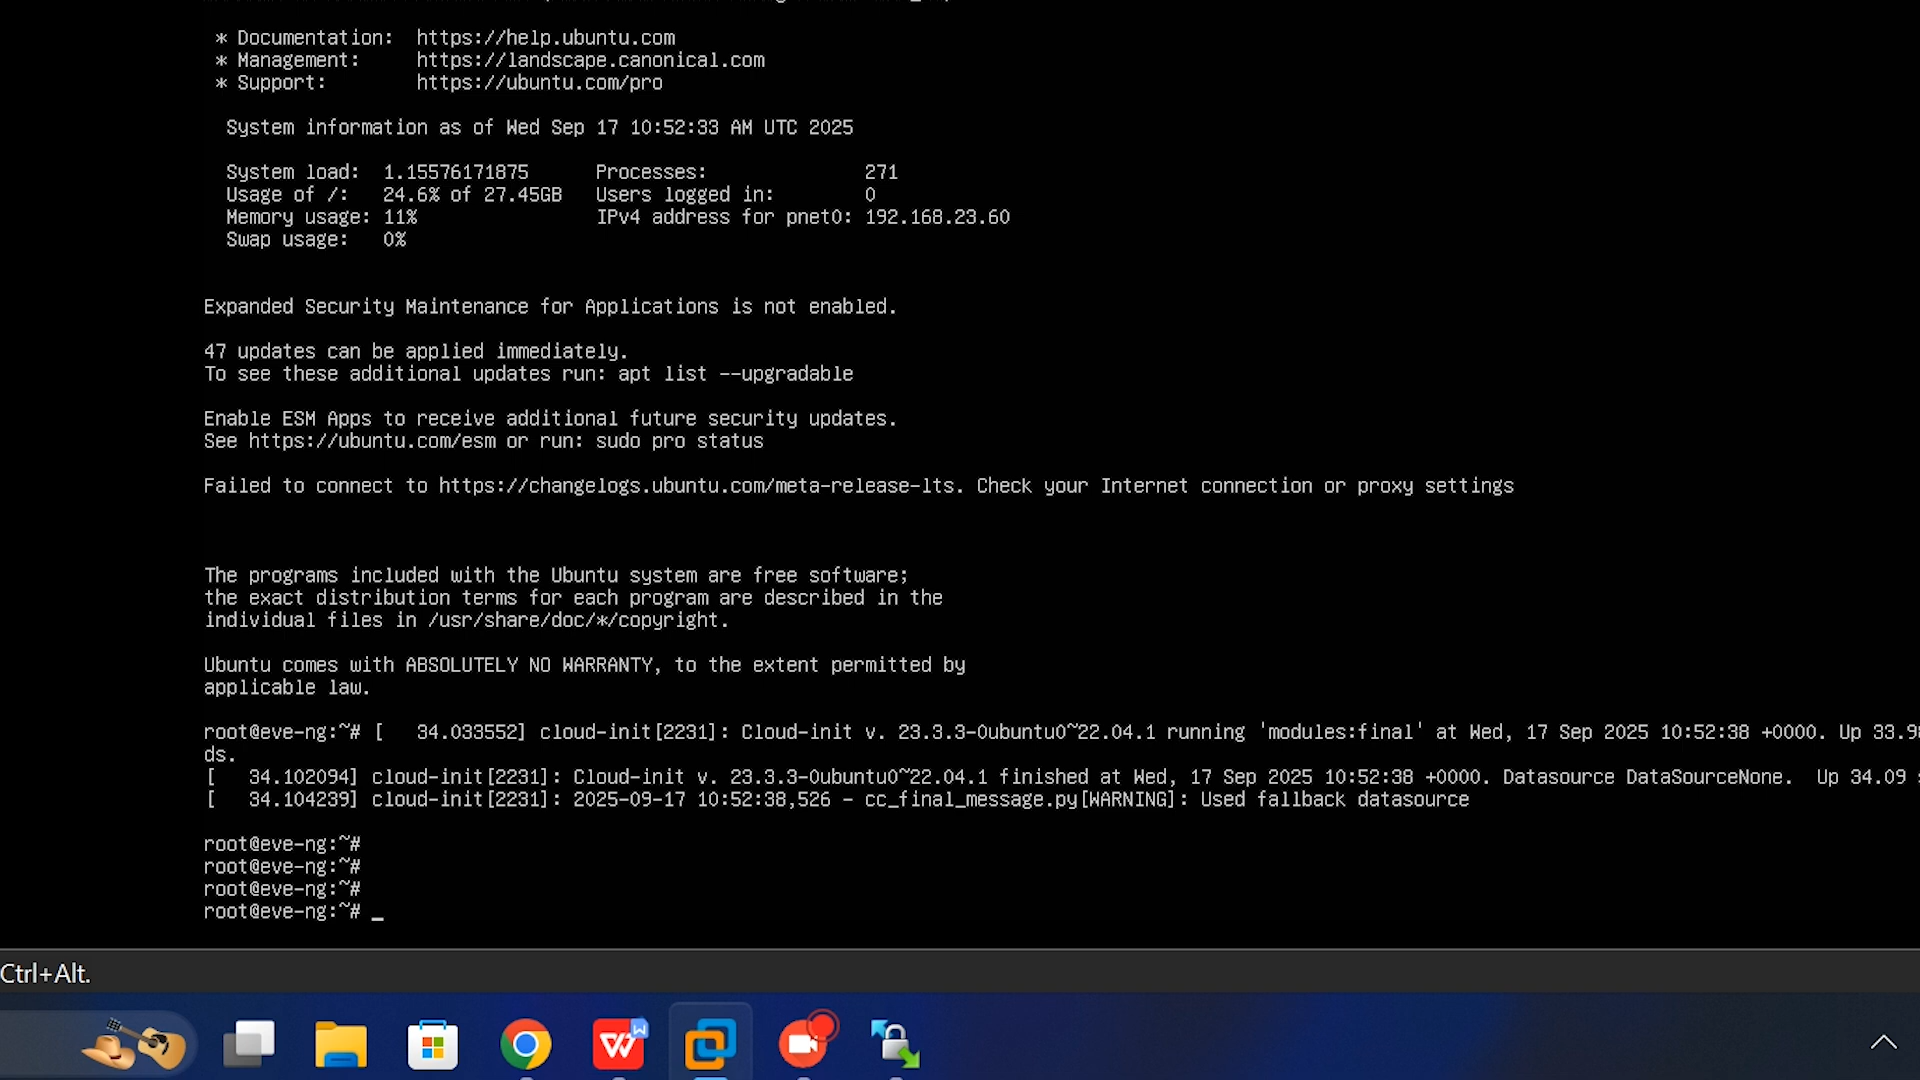 * Documentation:  https://help.ubuntu.com
* Management:     https://landscape.canonical.com
* Support:        https://ubuntu.com/pro
System information as of Wed Sep 17 10:52:33 AM UTC 2025
System load:  1.15576171875      Processes:              271
Usage of /:   24.6% of 27.45GB   Users logged in:        0
Memory usage: 11%                IPv4 address for pnet0: 192.168.23.60
Swap usage:   0%
Expanded Security Maintenance for Applications is not enabled.
47 updates can be applied immediately.
To see these additional updates run: apt list --upgradable
Enable ESM Apps to receive additional future security updates.
See https://ubuntu.com/esm or run: sudo pro status
Failed to connect to https://changelogs.ubuntu.com/meta-release-lts. Check your Internet connection or proxy settings
The programs included with the Ubuntu system are free software;
the exact distribution terms for each program are described in the
individual files in /usr/share/doc/*/copyright.
Ubuntu comes with ABSOLUTELY NO WARRANTY, to the extent permitted by
applicable law.
root@eve-ng:~# [   34.033552] cloud-init[2231]: Cloud-init v. 23.3.3-0ubuntu0~22.04.1 running 'modules:final' at Wed, 17 Sep 2025 10:52:38 +0000. Up
ds.
[   34.102094] cloud-init[2231]: Cloud-init v. 23.3.3-0ubuntu0~22.04.1 finished at Wed, 17 Sep 2025 10:52:38 +0000. Datasource DataSourceNone.  Up 34.09
[   34.104239] cloud-init[2231]: 2025-09-17 10:52:38,526 - cc_final_message.py[WARNING]: Used fallback datasource
root@eve-ng:~#
root@eve-ng:~#
root@eve-ng:~#
root@eve-ng:~# _
Ctrl+Alt.